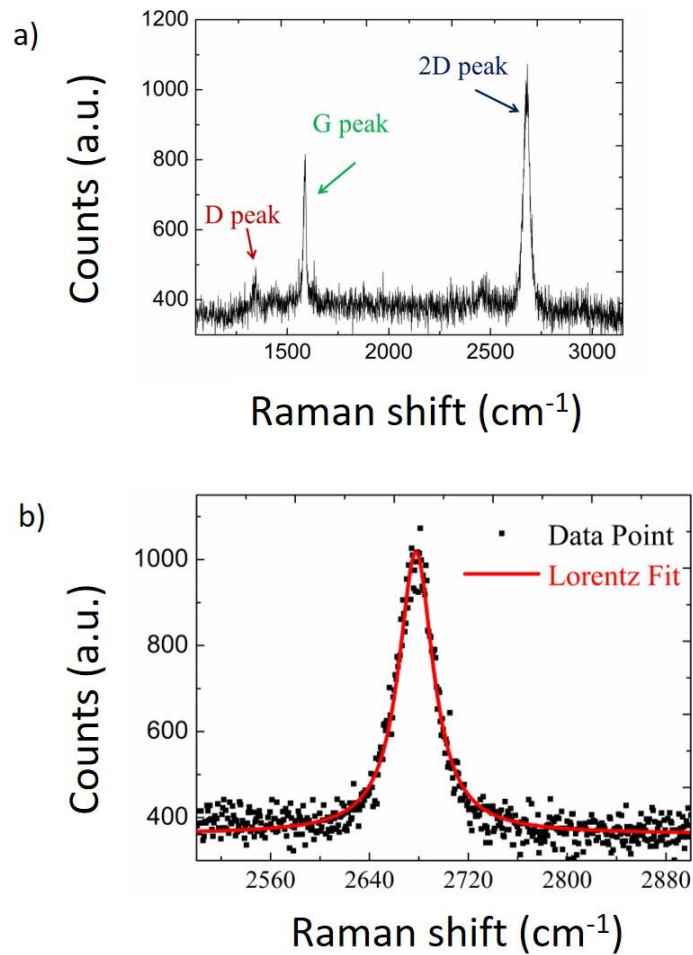 a)
1200
1000
800
600
400
Counts (a.u.)
2D peak
G peak
D peak
1500 2000 2500 3000
Raman shift (cm-1)
b)
1000
800
600
400
Counts (a.u.)
Data Point
Lorentz Fit
2560 2640 2720 2800 2880
Raman shift (cm-1)